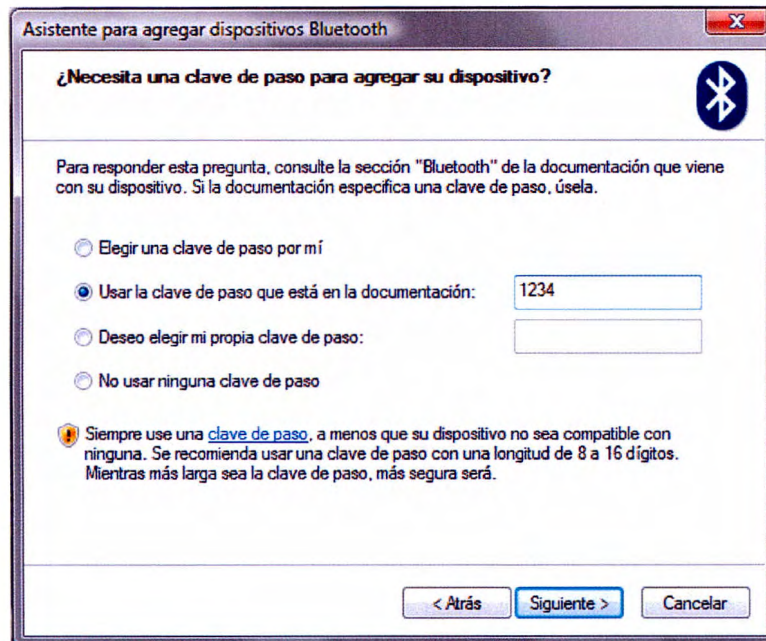 Asistente para agregar dispositivos Bluetooth
X
¿Necesita una clave de paso para agregar su dispositivo?
Para responder esta pregunta, consulte la sección "Bluetooth" de la documentación que viene
con su dispositivo. Si la documentación especifica una clave de paso, úsela.
Elegir una clave de paso por mí
Usar la clave de paso que está en la documentación: 1234
Deseo elegir mi propia clave de paso:
No usar ninguna clave de paso
Siempre use una clave de paso, a menos que su dispositivo no sea compatible con
ninguna. Se recomienda usar una clave de paso con una longitud de 8 a 16 dígitos.
Mientras más larga sea la clave de paso, más segura será.
< Atrás Siguiente > Cancelar